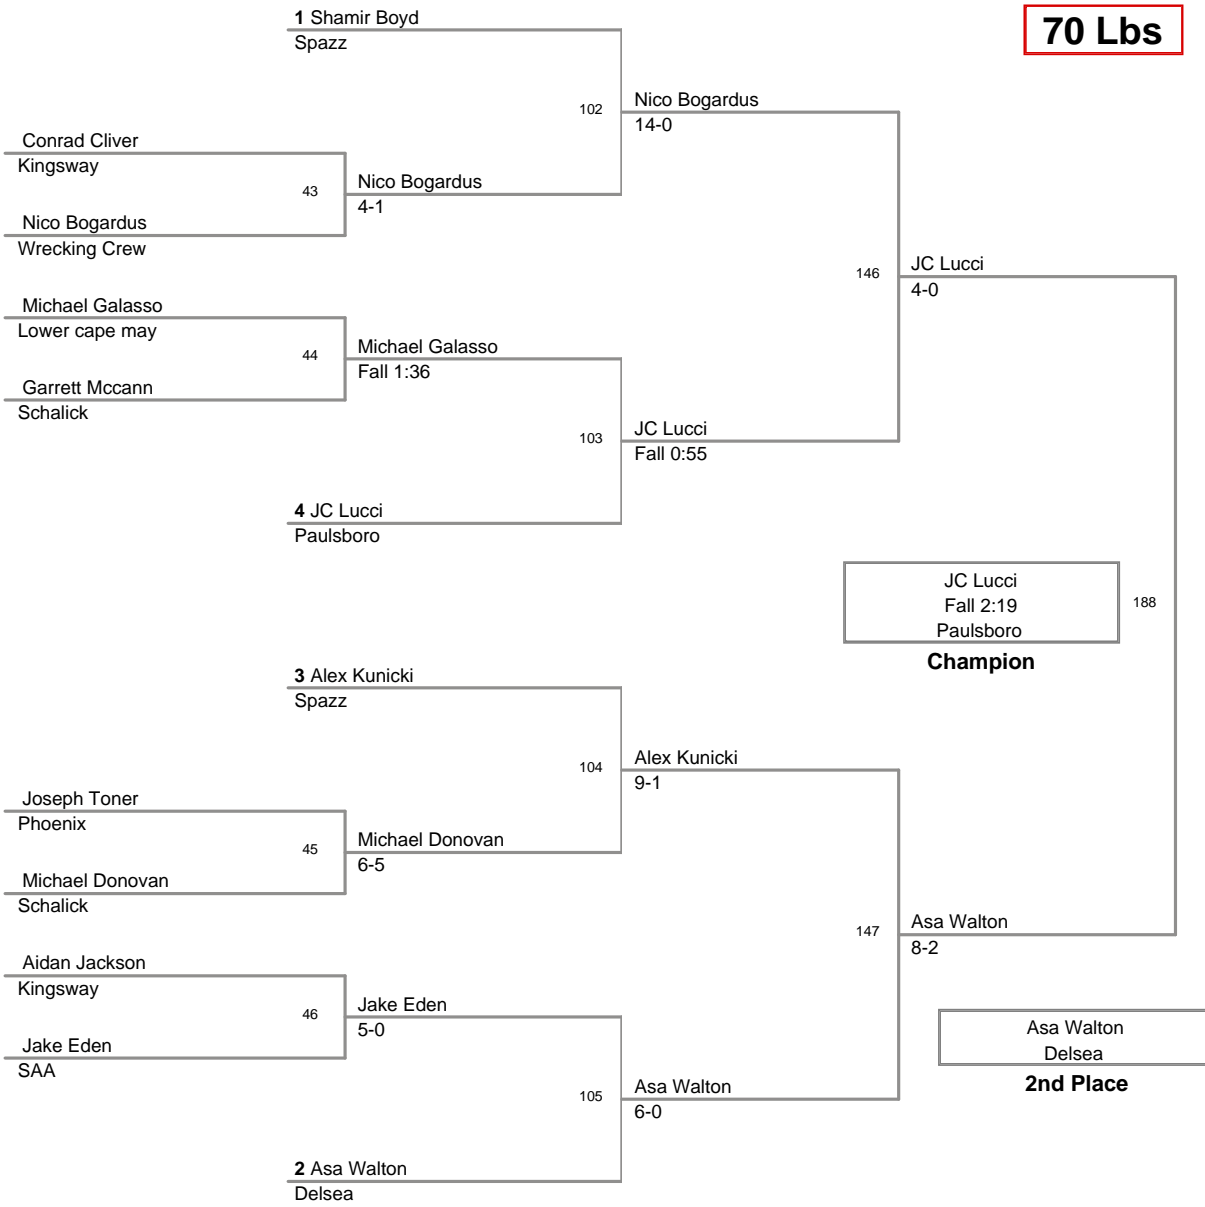 1 Shamir Boyd
Spazz
70 Lbs
102
Nico Bogardus
14-0
Conrad Cliver
Kingsway
43
Nico Bogardus
4-1
Nico Bogardus
Wrecking Crew
146
JC Lucci
4-0
Michael Galasso
Lower cape may
44
Michael Galasso
Fall 1:36
Garrett Mccann
Schalick
103
JC Lucci
Fall 0:55
4 JC Lucci
Paulsboro
JC Lucci
Fall 2:19
Paulsboro
188
Champion
3 Alex Kunicki
Spazz
104
Alex Kunicki
9-1
Joseph Toner
Phoenix
45
Michael Donovan
6-5
Michael Donovan
Schalick
147
Asa Walton
8-2
Aidan Jackson
Kingsway
46
Jake Eden
5-0
Jake Eden
SAA
Asa Walton
Delsea
2nd Place
105
Asa Walton
6-0
2 Asa Walton
Delsea